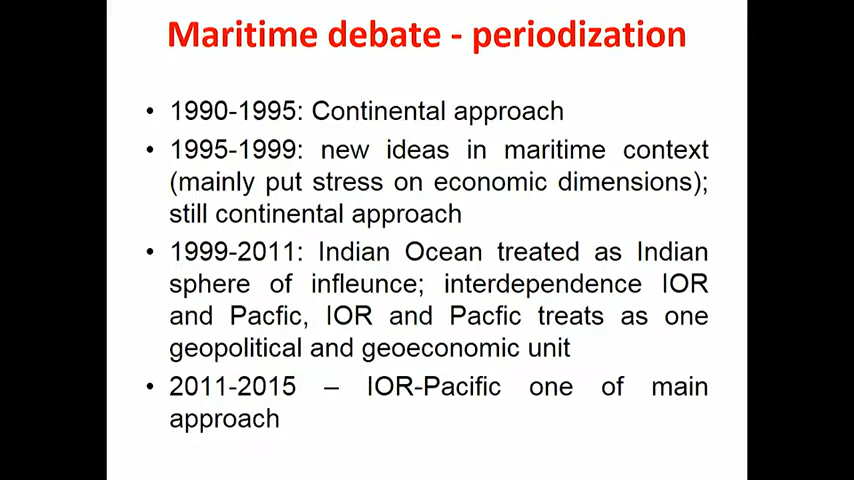 Maritime debate - periodization
• 1990-1995: Continental approach
• 1995-1999: new ideas in maritime context
(mainly put stress on economic dimensions);
still continental approach
• 1999-2011: Indian Ocean treated as Indian
sphere of infleunce; interdependence IOR
and Pacfic, IOR and Pacfic treats as one
geopolitical and geoeconomic unit
• 2011-2015 – IOR-Pacific one of main
approach